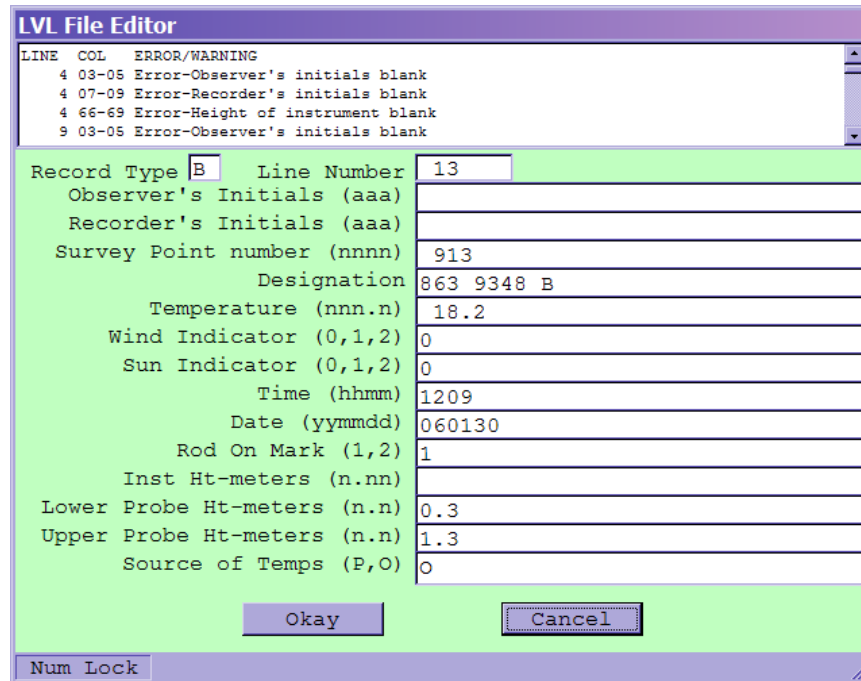 LVL File Editor
LINE COL ERROR/WARNING
4 03-05 Error-Observer's initials blank
4 07-09 Error-Recorder's initials blank
4 66-69 Error-Height of instrument blank
9 03-05 Error-Observer's initials blank
Record Type B Line Number 13
Observer's Initials (aaa)
Recorder's Initials (aaa)
Survey Point number (nnnn) 913
Designation 863 9348 B
Temperature (nnn.n) 18.2
Wind Indicator (0,1,2) 0
Sun Indicator (0,1,2) 0
Time (hhmm) 1209
Date (yymmdd) 060130
Rod On Mark (1,2) 1
Inst Ht-meters (n.nn)
Lower Probe Ht-meters (n.n) 0.3
Upper Probe Ht-meters (n.n) 1.3
Source of Temps (P,O) O
Okay Cancel
Num Lock